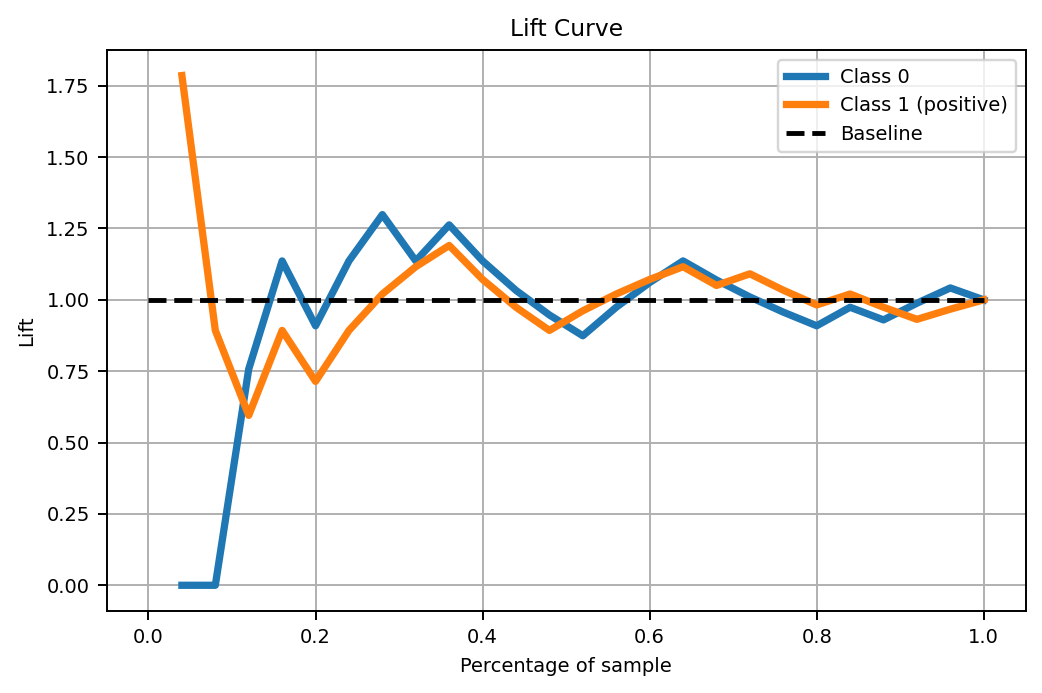 Lift Curve
Class 0
Class 1 (positive)
Baseline
Lift
1.75
1.50
1.25
1.00
0.75
0.50
0.25
0.00
0.0 0.2 0.4 0.6 0.8 1.0
Percentage of sample